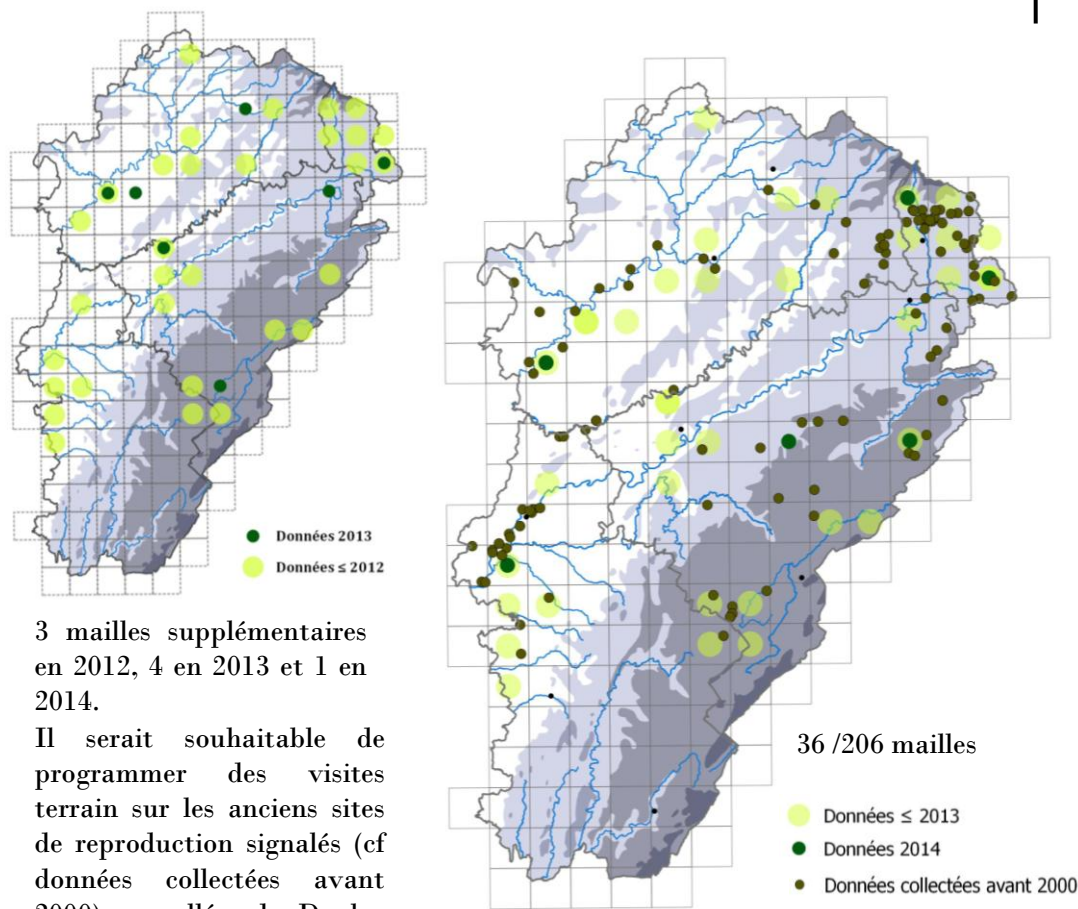 Données 2013
Données ≤ 2012
3 mailles supplémentaires
en 2012, 4 en 2013 et 1 en
2014.
Il serait souhaitable de
programmer des visites
terrain sur les anciens sites
de reproduction signalés (cf
données collectées avant
36 /206 mailles
Données ≤ 2013
Données 2014
Données collectées avant 2000